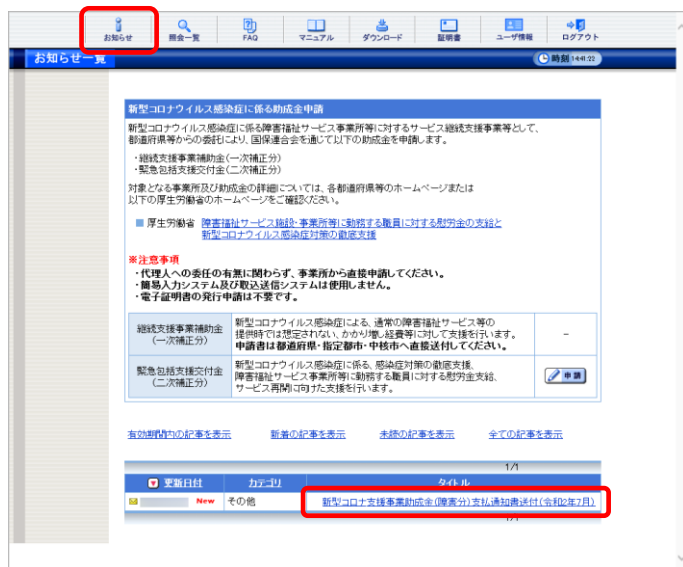 お知らせ 照会一覧 FAQ マニュアル ダウンロード 証明書 ユーザ情報 ログアウト
お知らせ一覧 時刻 14:41:22
新型コロナウイルス感染症に係る助成金申請
新型コロナウイルス感染症に係る障害福祉サービス事業所等に対するサービス継続支援事業等として、
都道府県等からの委託により、国保連合会を通じて以下の助成金を申請します。
・継続支援事業補助金(一次補正分)
・緊急包括支援交付金(二次補正分)
対象となる事業所及び助成金の詳細については、各都道府県等のホームページまたは
以下の厚生労働省のホームページをご確認ください。
■ 厚生労働省 障害福祉サービス施設・事業所等に勤務する職員に対する慰労金の支給と
新型コロナウイルス感染症対策の徹底支援
※注意事項
・代理人への委任の有無に関わらず、事業所から直接申請してください。
・簡易入力システム及び取込送信システムは使用しません。
・電子証明書の発行申請は不要です。
継続支援事業補助金
(一次補正分)
新型コロナウイルス感染症による、通常の障害福祉サービス等の
提供時では想定されない、かかり増し経費等に対して支援を行います。
申請書は都道府県・指定都市・中核市へ直接送付してください。
－
緊急包括支援交付金
(二次補正分)
新型コロナウイルス感染症に係る、感染症対策の徹底支援、
障害福祉サービス事業所等に勤務する職員に対する慰労金支給、
サービス再開に向けた支援を行います。
申請
有効期間内の記事を表示 新着の記事を表示 未読の記事を表示 全ての記事を表示
1/1
更新日付 カテゴリ タイトル
New その他 新型コロナ支援事業助成金(障害分)支払通知書送付(令和2年7月)
1/1